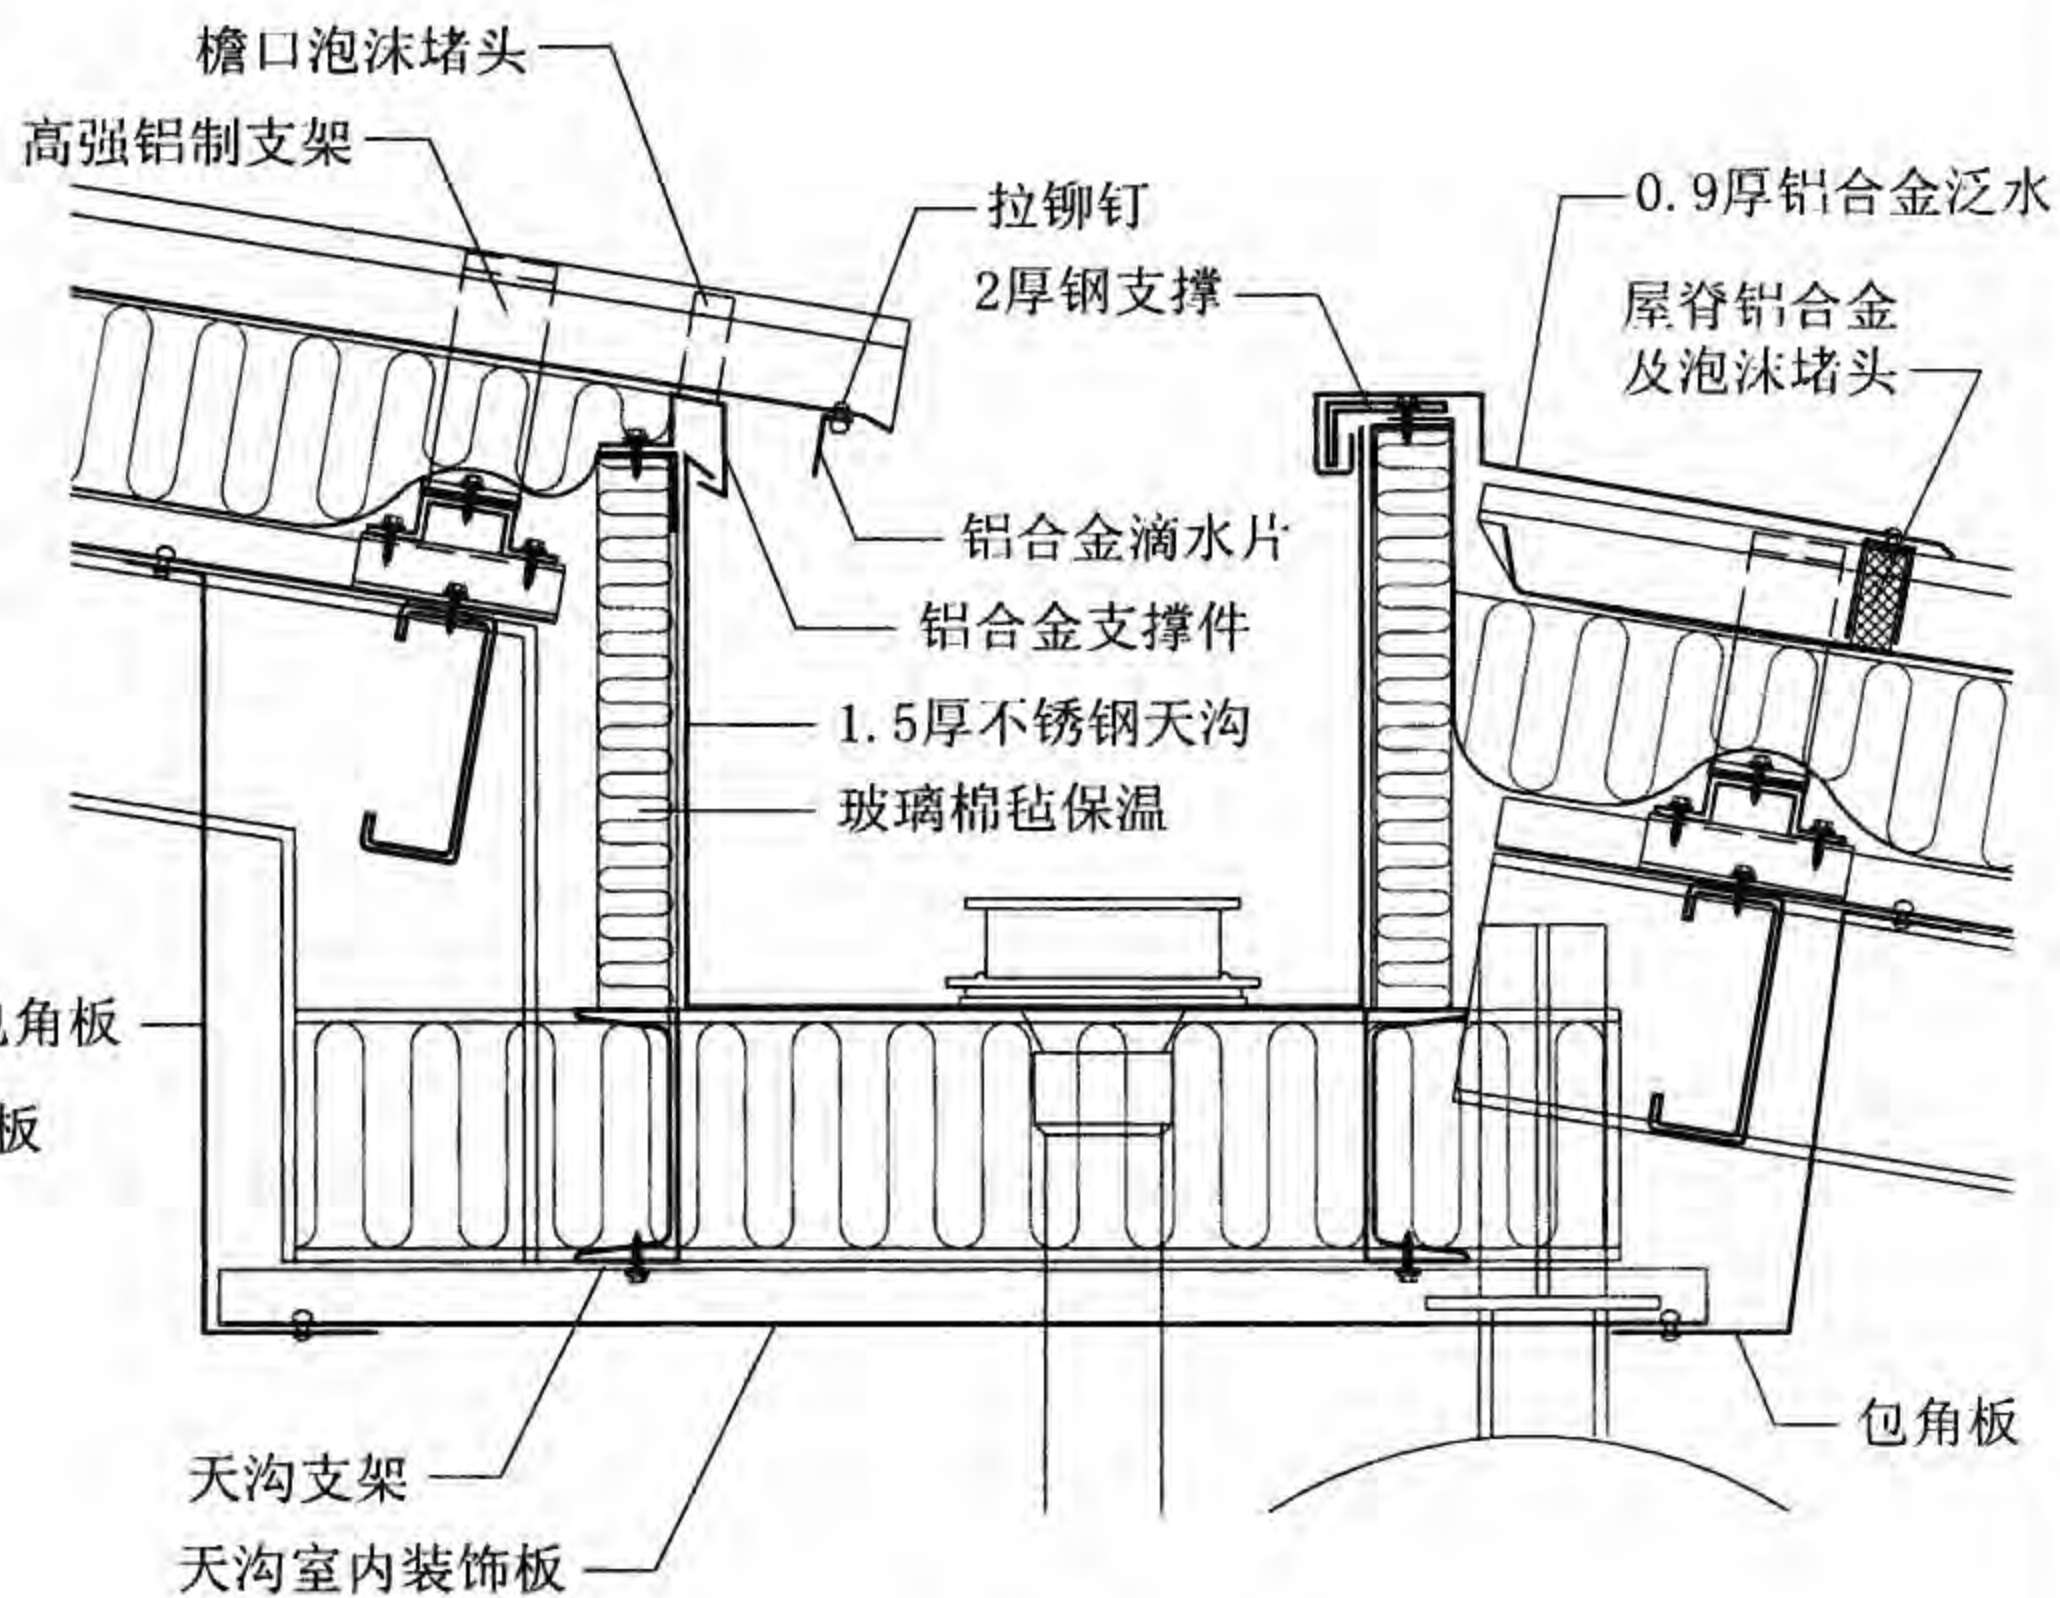 檐口泡沫堵头
高强铝制支架
拉铆钉
2厚钢支撑
0.9厚铝合金泛水
屋脊铝合金
及泡沫堵头
铝合金滴水片
铝合金支撑件
1.5厚不锈钢天沟
玻璃棉毡保温
角板
板
包角板
天沟支架
天沟室内装饰板